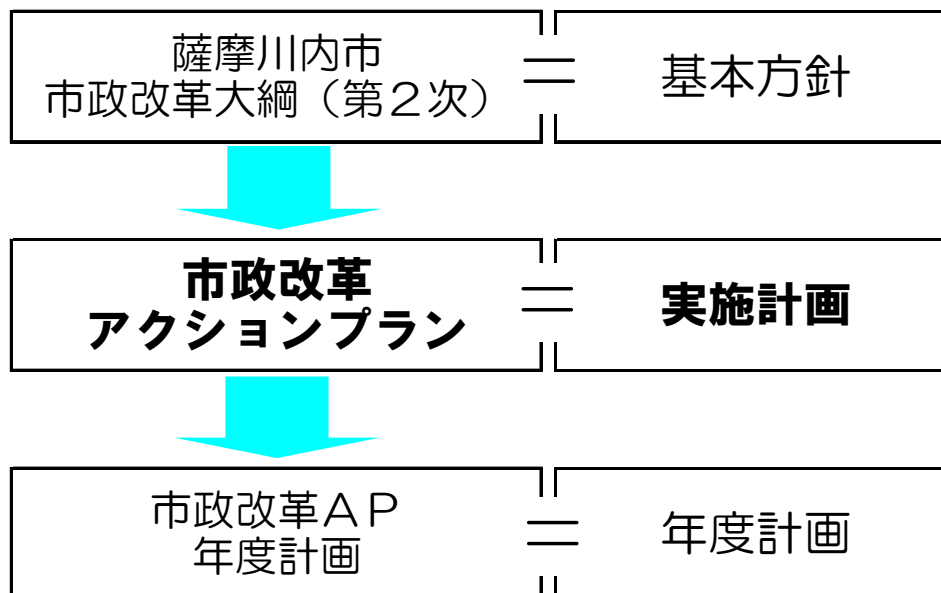 薩摩川内市
市政改革大綱（第２次）
＝
基本方針
市政改革
アクションプラン
＝
実施計画
市政改革ＡＰ
年度計画
＝
年度計画